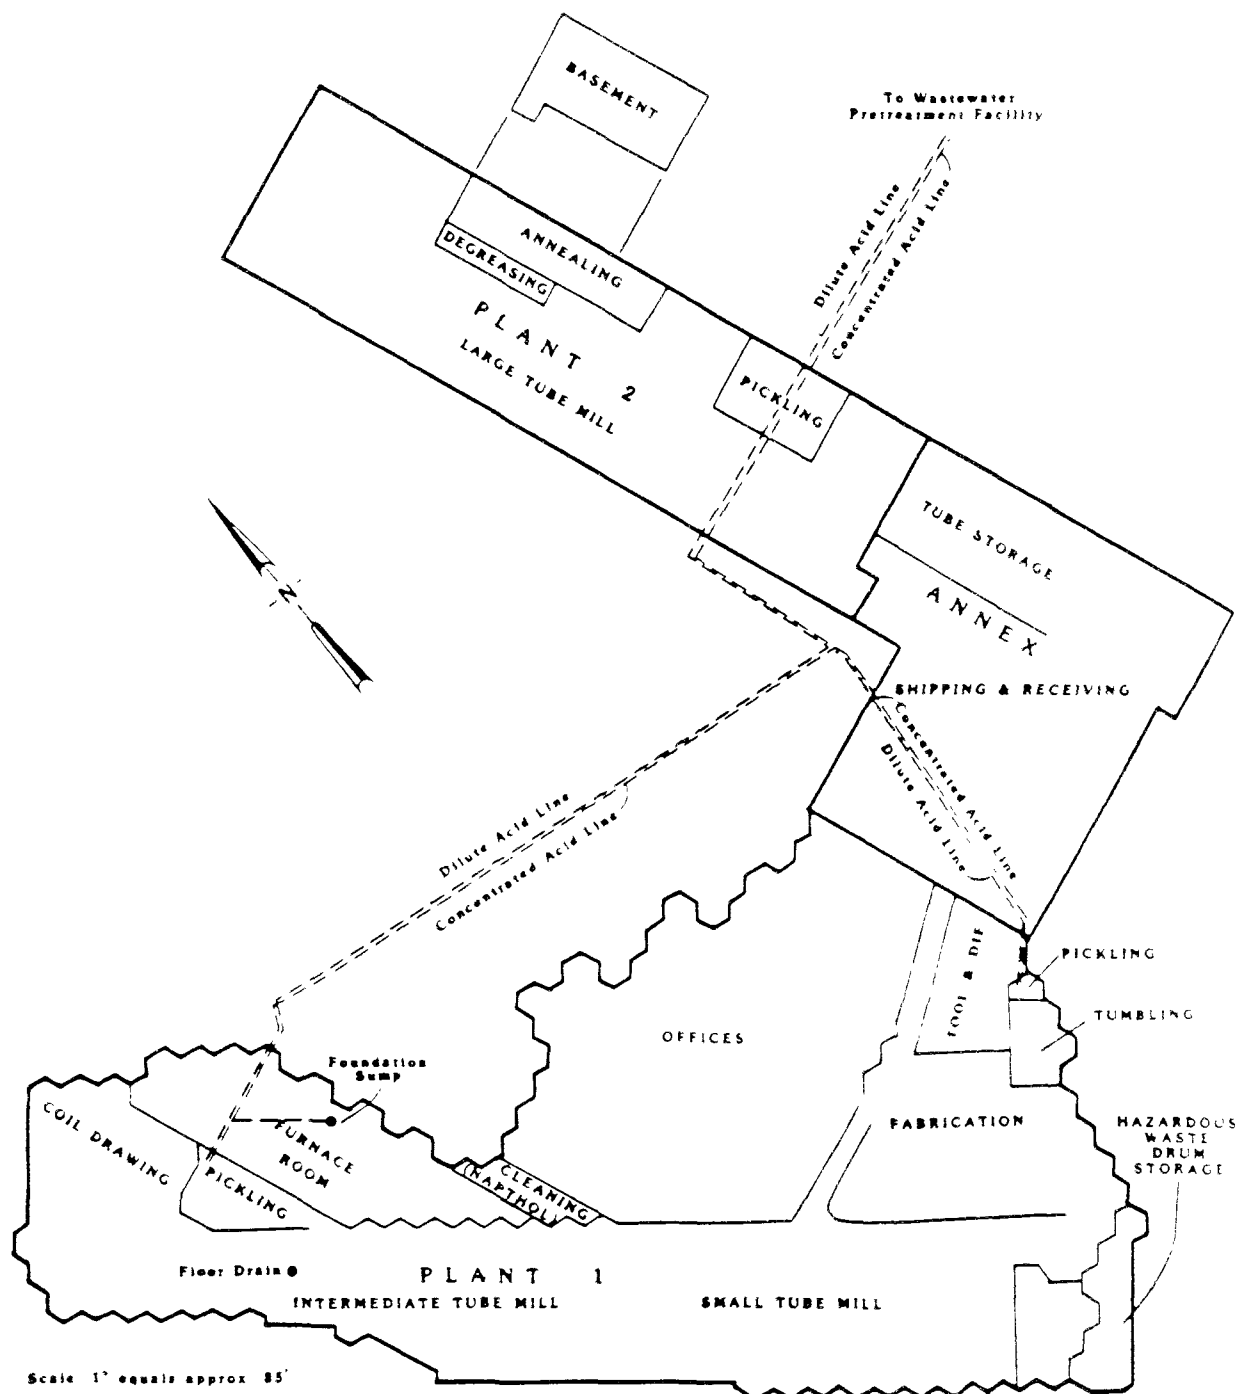 BASEMENT
To Wastewater
Pretreatment Facility
Dilute Acid Line
Concentrated Acid Line
ANNEALING
DEGREASING
PLANT 2
LARGE TUBE MILL
PICKLING
TUBE STORAGE
ANNEX
N
SHIPPING & RECEIVING
Concentrated Acid Line
Dilute Acid Line
Dilute Acid Line
Concentrated Acid Line
TOOL & DIE
PICKLING
TUMBLING
OFFICES
Foundation
Sump
COIL DRAWING
FURNACE
ROOM
PICKLING
CLEANING
(NAPTHOL)
FABRICATION
HAZARDOUS
WASTE
DRUM
STORAGE
Floor Drain
PLANT 1
INTERMEDIATE TUBE MILL
SMALL TUBE MILL
Scale 1" equals approx 85'